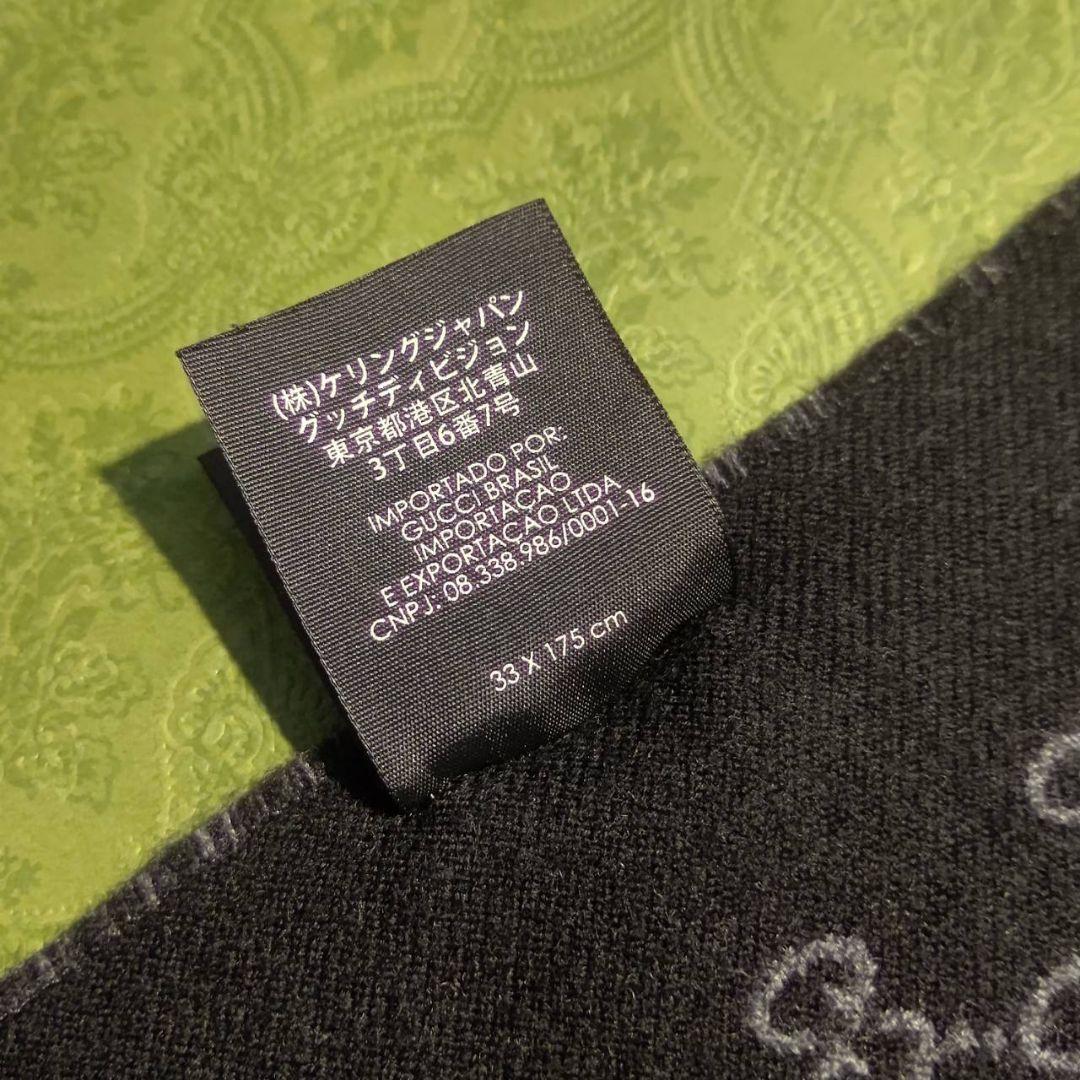 (株)ケリングジャパン
グッチディビジョン
東京都港区北青山
3丁目6番7号
IMPORTADO POR:
GUCCI BRASIL
IMPORTAÇAO
E EXPORTAÇAO LTDA
CNPJ: 08.338.986/0001-16
33 X 175 cm